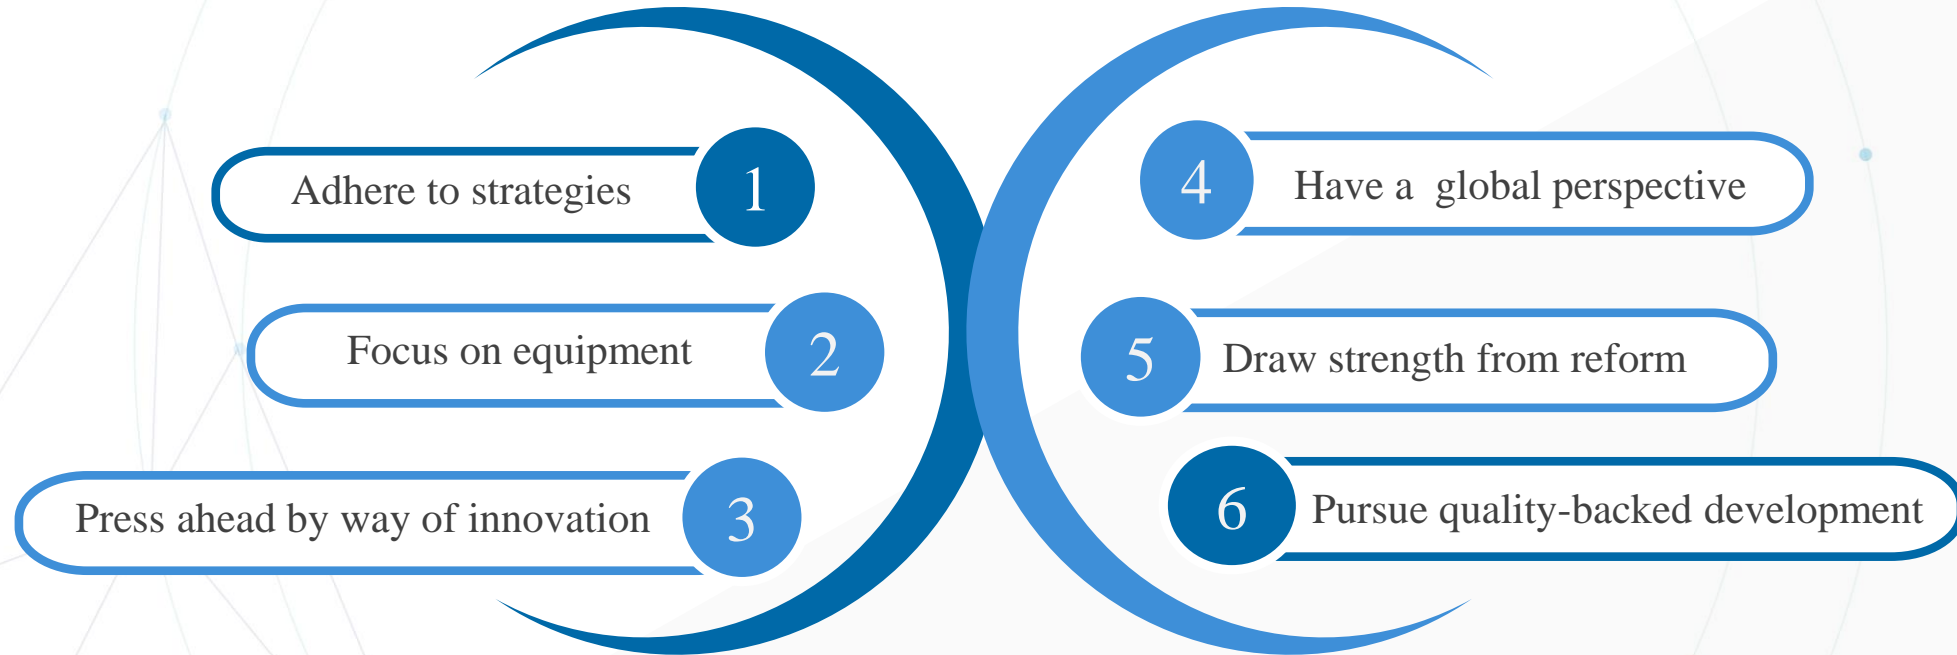 Adhere to strategies 1
Focus on equipment 2
Press ahead by way of innovation 3
4 Have a  global perspective
5 Draw strength from reform
6 Pursue quality-backed development